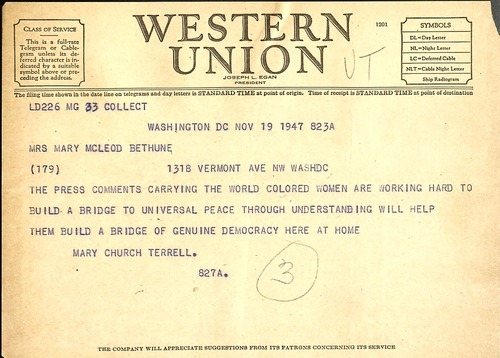 CLASS OF SERVICE
This is a full-rate
Telegram or Cable-
gram unless its de-
ferred character is in-
dicated by a suitable
symbol above or pre-
ceding the address.
WESTERN
UNION
JOSEPH L. EGAN
PRESIDENT
1201
UT
SYMBOLS
DL=Day Letter
NL=Night Letter
LC=Deferred Cable
NLT=Cable Night Letter
Ship Radiogram
The filing time shown in the date line on telegrams and day letters is STANDARD TIME at point of origin. Time of receipt is STANDARD TIME at point of destination
LD226 MG 33 COLLECT
WASHINGTON DC NOV 19 1947 823A
MRS MARY MCLEOD BETHUNE
(179) 1318 VERMONT AVE NW WASHDC
THE PRESS COMMENTS CARRYING THE WORLD COLORED WOMEN ARE WORKING HARD TO
BUILD A BRIDGE TO UNIVERSAL PEACE THROUGH UNDERSTANDING WILL HELP
THEM BUILD A BRIDGE OF GENUINE DEMOCRACY HERE AT HOME
MARY CHURCH TERRELL.
827A.
3
THE COMPANY WILL APPRECIATE SUGGESTIONS FROM ITS PATRONS CONCERNING ITS SERVICE